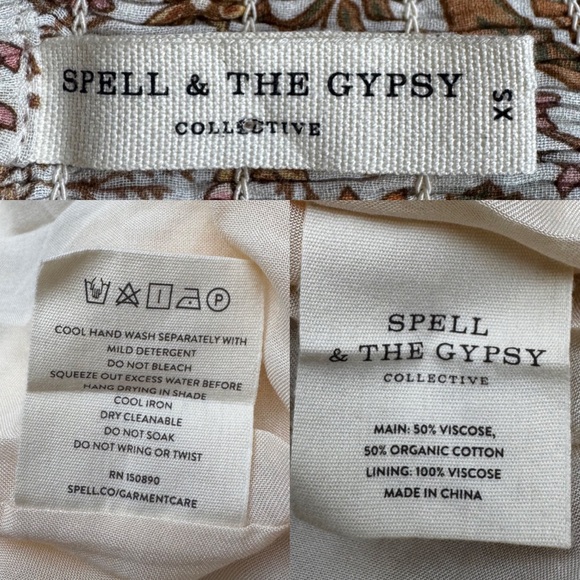 SPELL & THE GYPSY
COLLECTIVE
XS
P
COOL HAND WASH SEPARATELY WITH
MILD DETERGENT
DO NOT BLEACH
SQUEEZE OUT EXCESS WATER BEFORE
HANG DRYING IN SHADE
COOL IRON
DRY CLEANABLE
DO NOT SOAK
DO NOT WRING OR TWIST
RN 150890
SPELL.CO/GARMENTCARE
SPELL
& THE GYPSY
COLLECTIVE
MAIN: 50% VISCOSE,
50% ORGANIC COTTON
LINING: 100% VISCOSE
MADE IN CHINA